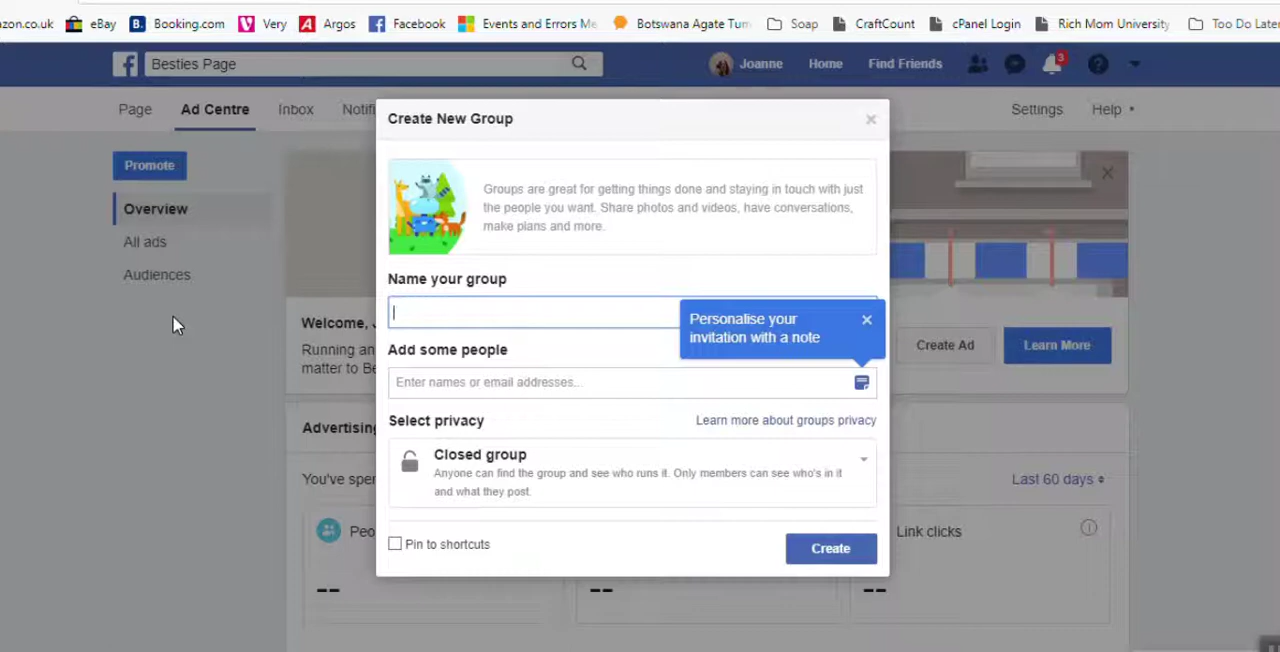 zon.co.uk eBay Booking.com Very Argos Facebook Events and Errors Me Botswana Agate Tum Soap CraftCount cPanel Login Rich Mom University Too Do Later
Besties Page Joanne Home Find Friends 3
Page Ad Centre Inbox Notifi Settings Help
Create New Group
Promote
Groups are great for getting things done and staying in touch with just
the people you want. Share photos and videos, have conversations,
make plans and more.
Overview
All ads
Audiences
Name your group
Personalise your
invitation with a note
Welcome, J
Running an
matter to Be
Create Ad Learn More
Add some people
Enter names or email addresses...
Select privacy Learn more about groups privacy
Advertising
Closed group
Anyone can find the group and see who runs it. Only members can see who's in it
and what they post.
You've spen Last 60 days
Peo Link clicks
Pin to shortcuts Create
-- -- --